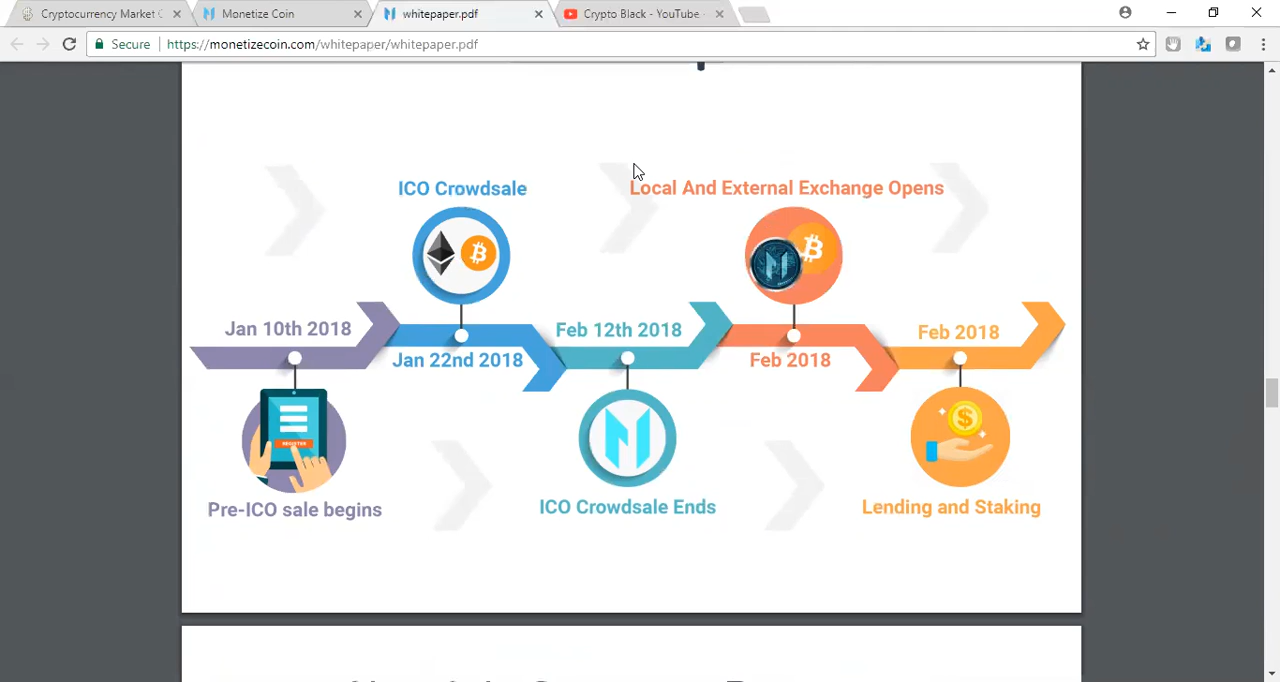 Cryptocurrency Market C
Monetize Coin
whitepaper.pdf
Crypto Black - YouTube
Secure
https://monetizecoin.com/whitepaper/whitepaper.pdf
ICO Crowdsale
Local And External Exchange Opens
Jan 10th 2018
Jan 22nd 2018
Feb 12th 2018
Feb 2018
Feb 2018
REGISTER
Pre-ICO sale begins
ICO Crowdsale Ends
Lending and Staking